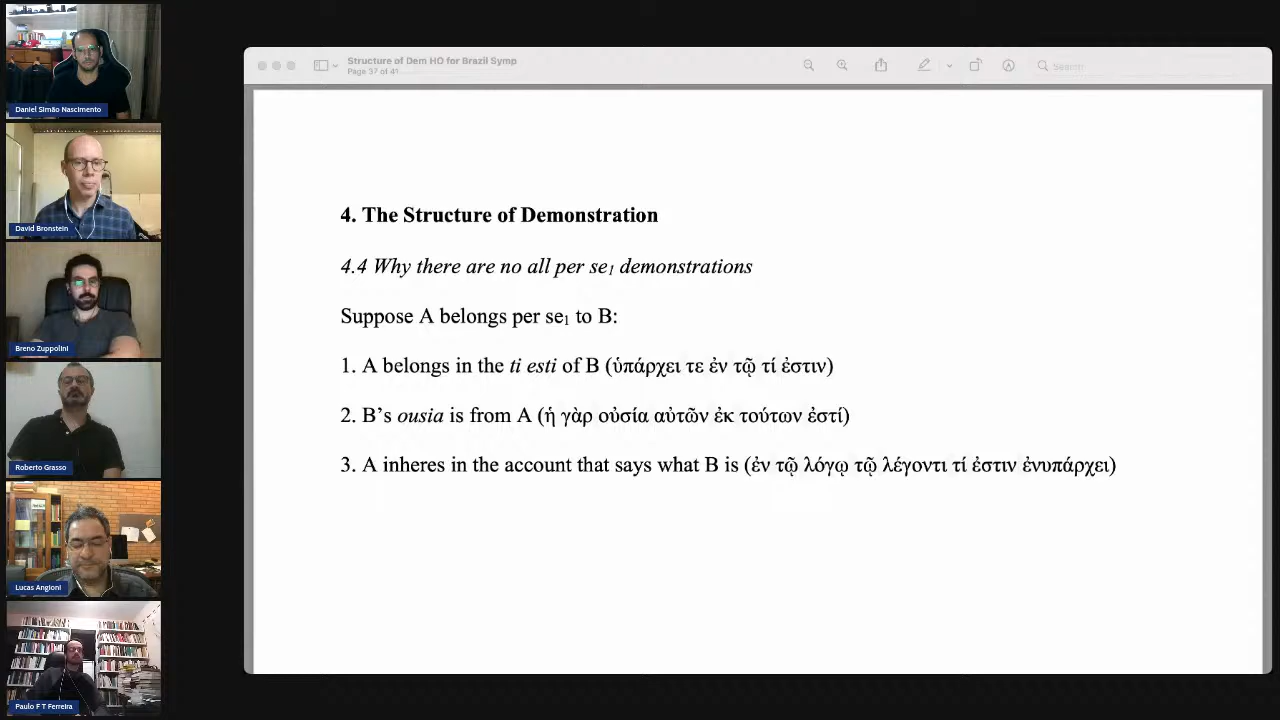 Structure of Dem HO for Brazil Symp
Page 37 of 41
Search
4. The Structure of Demonstration
4.4 Why there are no all per se₁ demonstrations
Suppose A belongs per se₁ to B:
1. A belongs in the ti esti of B (ὑπάρχει τε ἐν τῷ τί ἐστιν)
2. B’s ousia is from A (ἡ γὰρ οὐσία αὐτῶν ἐκ τούτων ἐστί)
3. A inheres in the account that says what B is (ἐν τῷ λόγῳ τῷ λέγοντι τί ἐστιν ἐνυπάρχει)
Daniel Simão Nascimento
David Bronstein
Breno Zuppolini
Roberto Grasso
Lucas Angioni
Paulo F T Ferreira